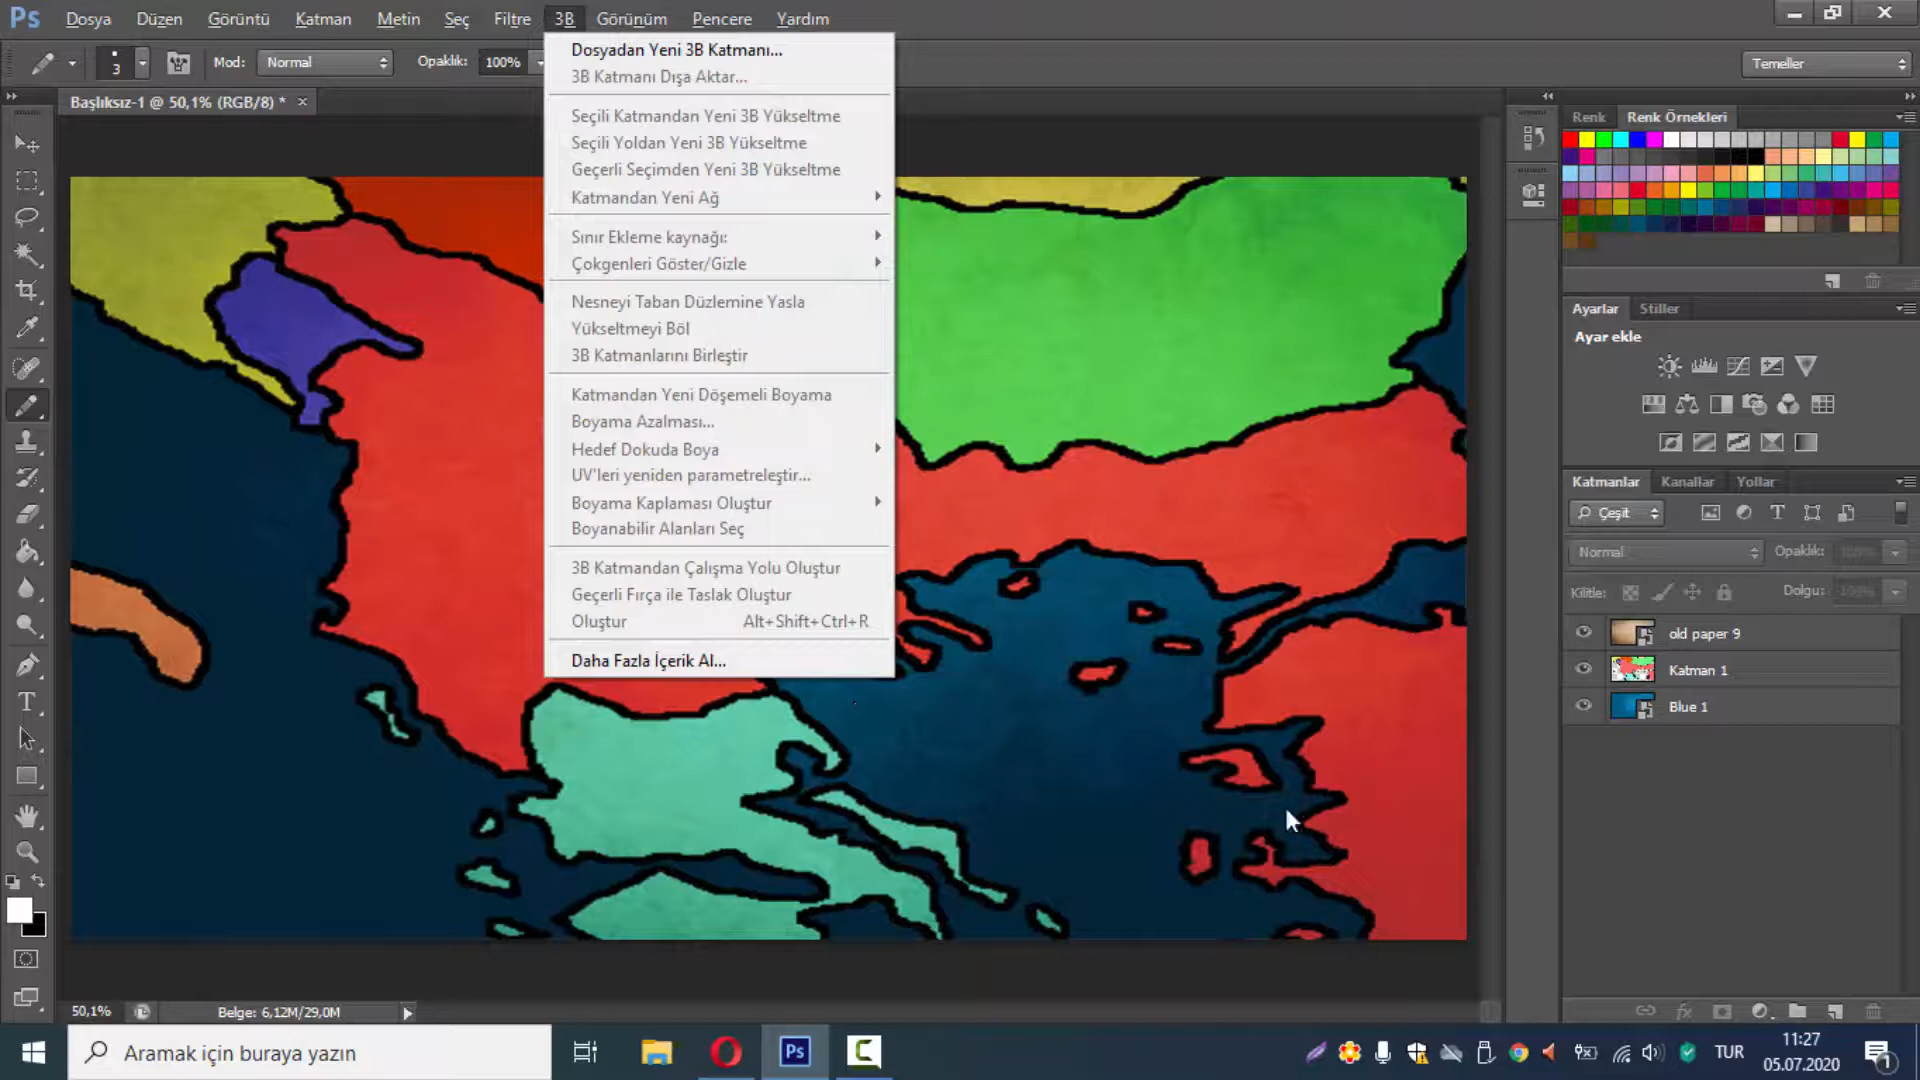 Ps Dosya Düzen Görüntü Katman Metin Seç Filtre 3B Görünüm Pencere Yardım
3 Mod: Normal Opaklık: 100% Temeller
Başlıksız-1 @ 50,1% (RGB/8) * ×
Dosyadan Yeni 3B Katmanı...
3B Katmanı Dışa Aktar...
Seçili Katmandan Yeni 3B Yükseltme
Seçili Yoldan Yeni 3B Yükseltme
Geçerli Seçimden Yeni 3B Yükseltme
Katmandan Yeni Ağ
Sınır Ekleme kaynağı:
Çokgenleri Göster/Gizle
Nesneyi Taban Düzlemine Yasla
Yükseltmeyi Böl
3B Katmanlarını Birleştir
Katmandan Yeni Döşemeli Boyama
Boyama Azalması...
Hedef Dokuda Boya
UV'leri yeniden parametreleştir...
Boyama Kaplaması Oluştur
Boyanabilir Alanları Seç
3B Katmandan Çalışma Yolu Oluştur
Geçerli Fırça ile Taslak Oluştur
Oluştur Alt+Shift+Ctrl+R
Daha Fazla İçerik Al...
Renk Renk Örnekleri
Ayarlar Stiller
Ayar ekle
Katmanlar Kanallar Yollar
Çeşit
Normal Opaklık: 100%
Kilitle: Dolgu: 100%
old paper 9
Katman 1
Blue 1
50,1% Belge: 6,12M/29,0M
Aramak için buraya yazın
Ps
TUR
11:27
05.07.2020
1